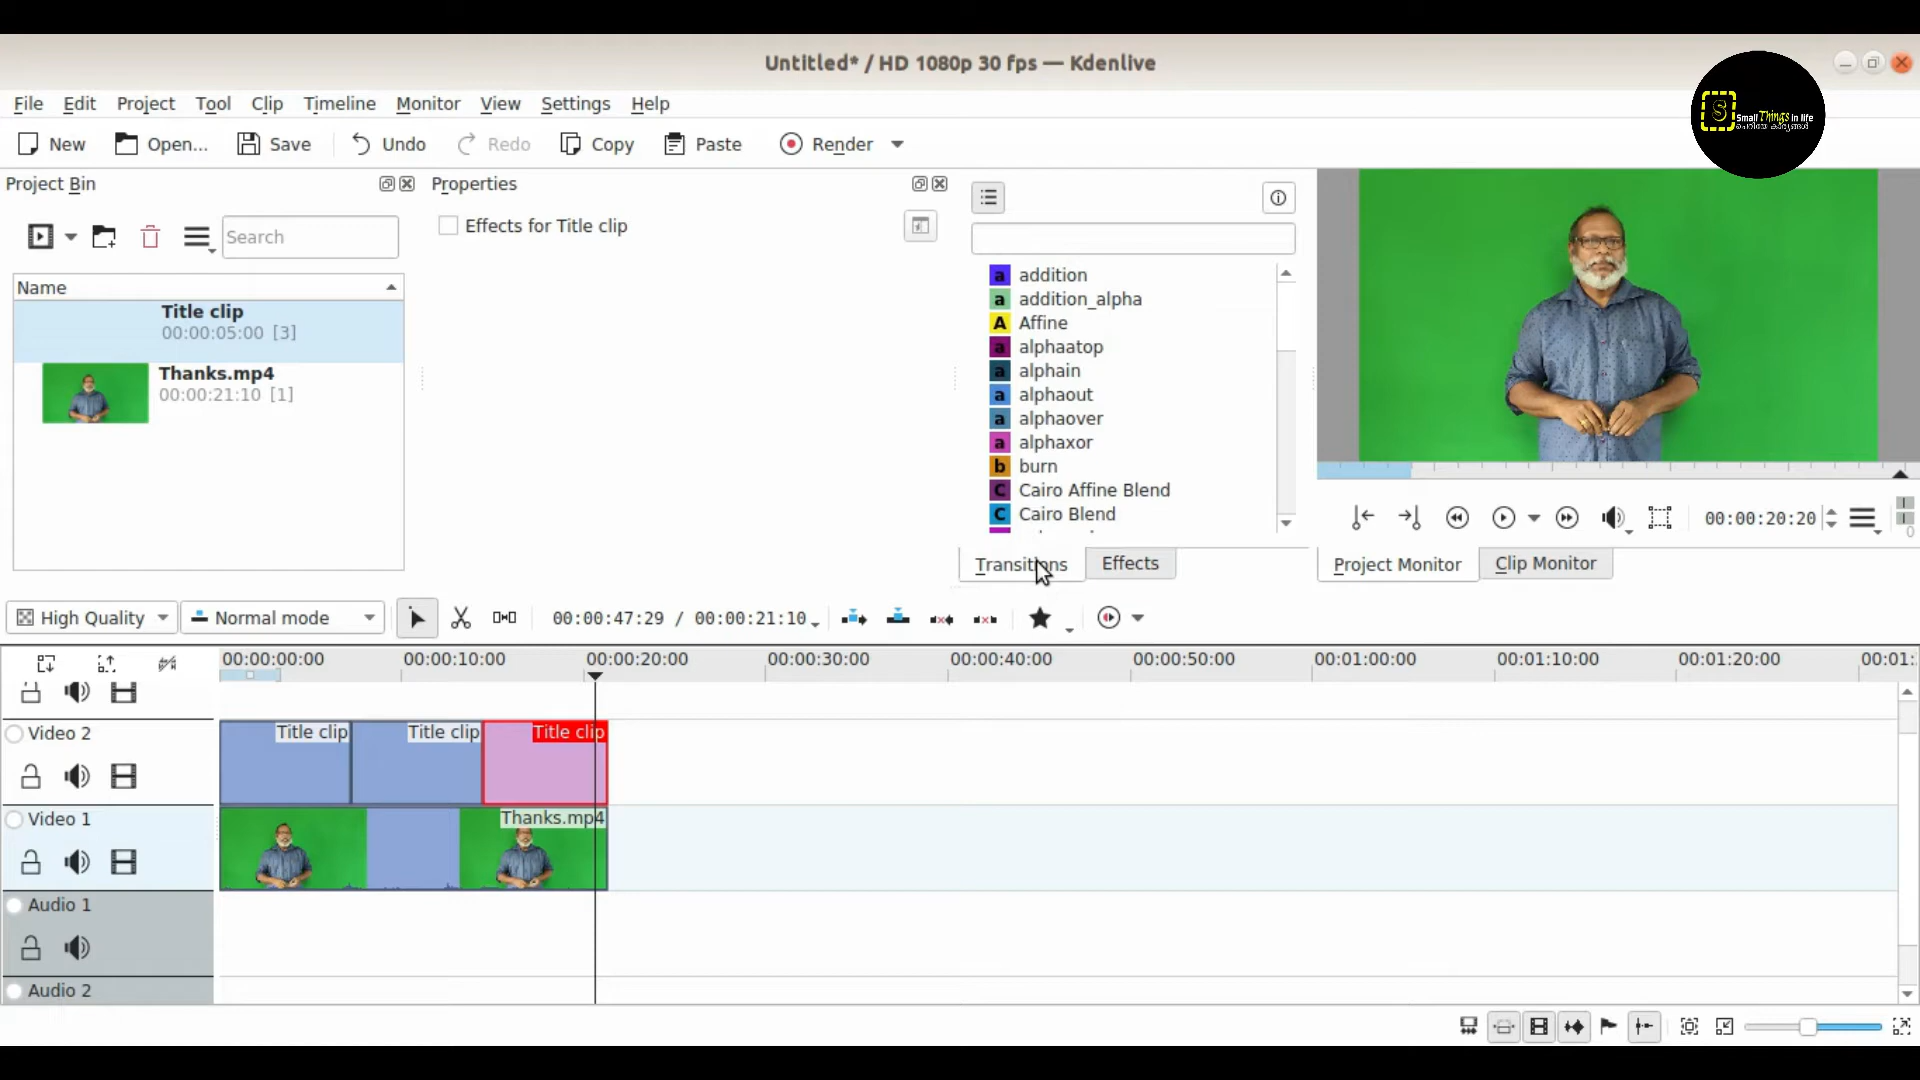 Untitled* / HD 1080p 30 fps — Kdenlive
File Edit Project Tool Clip Timeline Monitor View Settings Help
S
Small Things in life
New Open... Save Undo Redo Copy Paste Render
Project Bin
Properties
Search
Effects for Title clip
Name
Title clip
00:00:05:00 [3]
Thanks.mp4
00:00:21:10 [1]
a addition
a addition_alpha
A Affine
a alphaatop
a alphain
a alphaout
a alphaover
a alphaxor
b burn
C Cairo Affine Blend
C Cairo Blend
00:00:20:20
0
Transitions Effects
Project Monitor Clip Monitor
High Quality Normal mode 00:00:47:29 / 00:00:21:10
00:00:00:00 00:00:10:00 00:00:20:00 00:00:30:00 00:00:40:00 00:00:50:00 00:01:00:00 00:01:10:00 00:01:20:00 00:01:
Video 2
Title clip Title clip Title clip
Video 1
Thanks.mp4
Audio 1
Audio 2